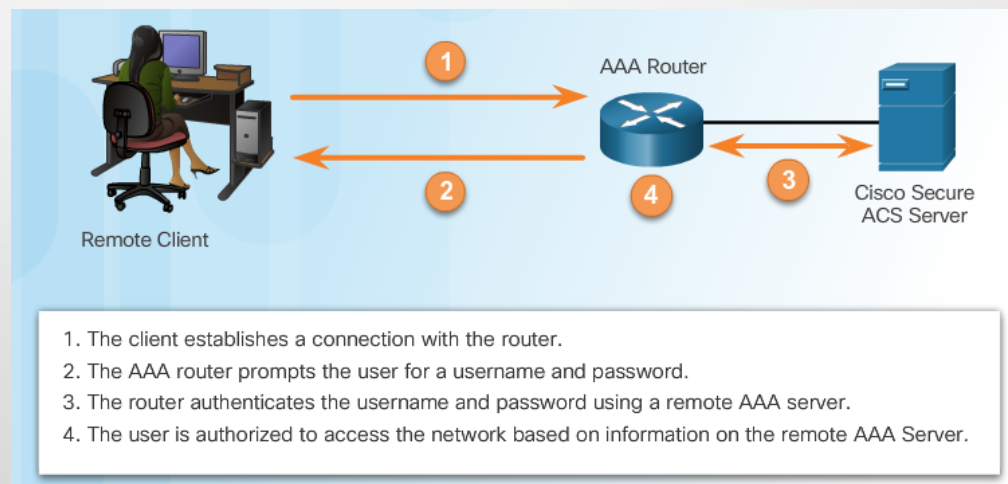 1
AAA Router
2
3
4
Cisco Secure
ACS Server
Remote Client
1. The client establishes a connection with the router.
2. The AAA router prompts the user for a username and password.
3. The router authenticates the username and password using a remote AAA server.
4. The user is authorized to access the network based on information on the remote AAA Server.